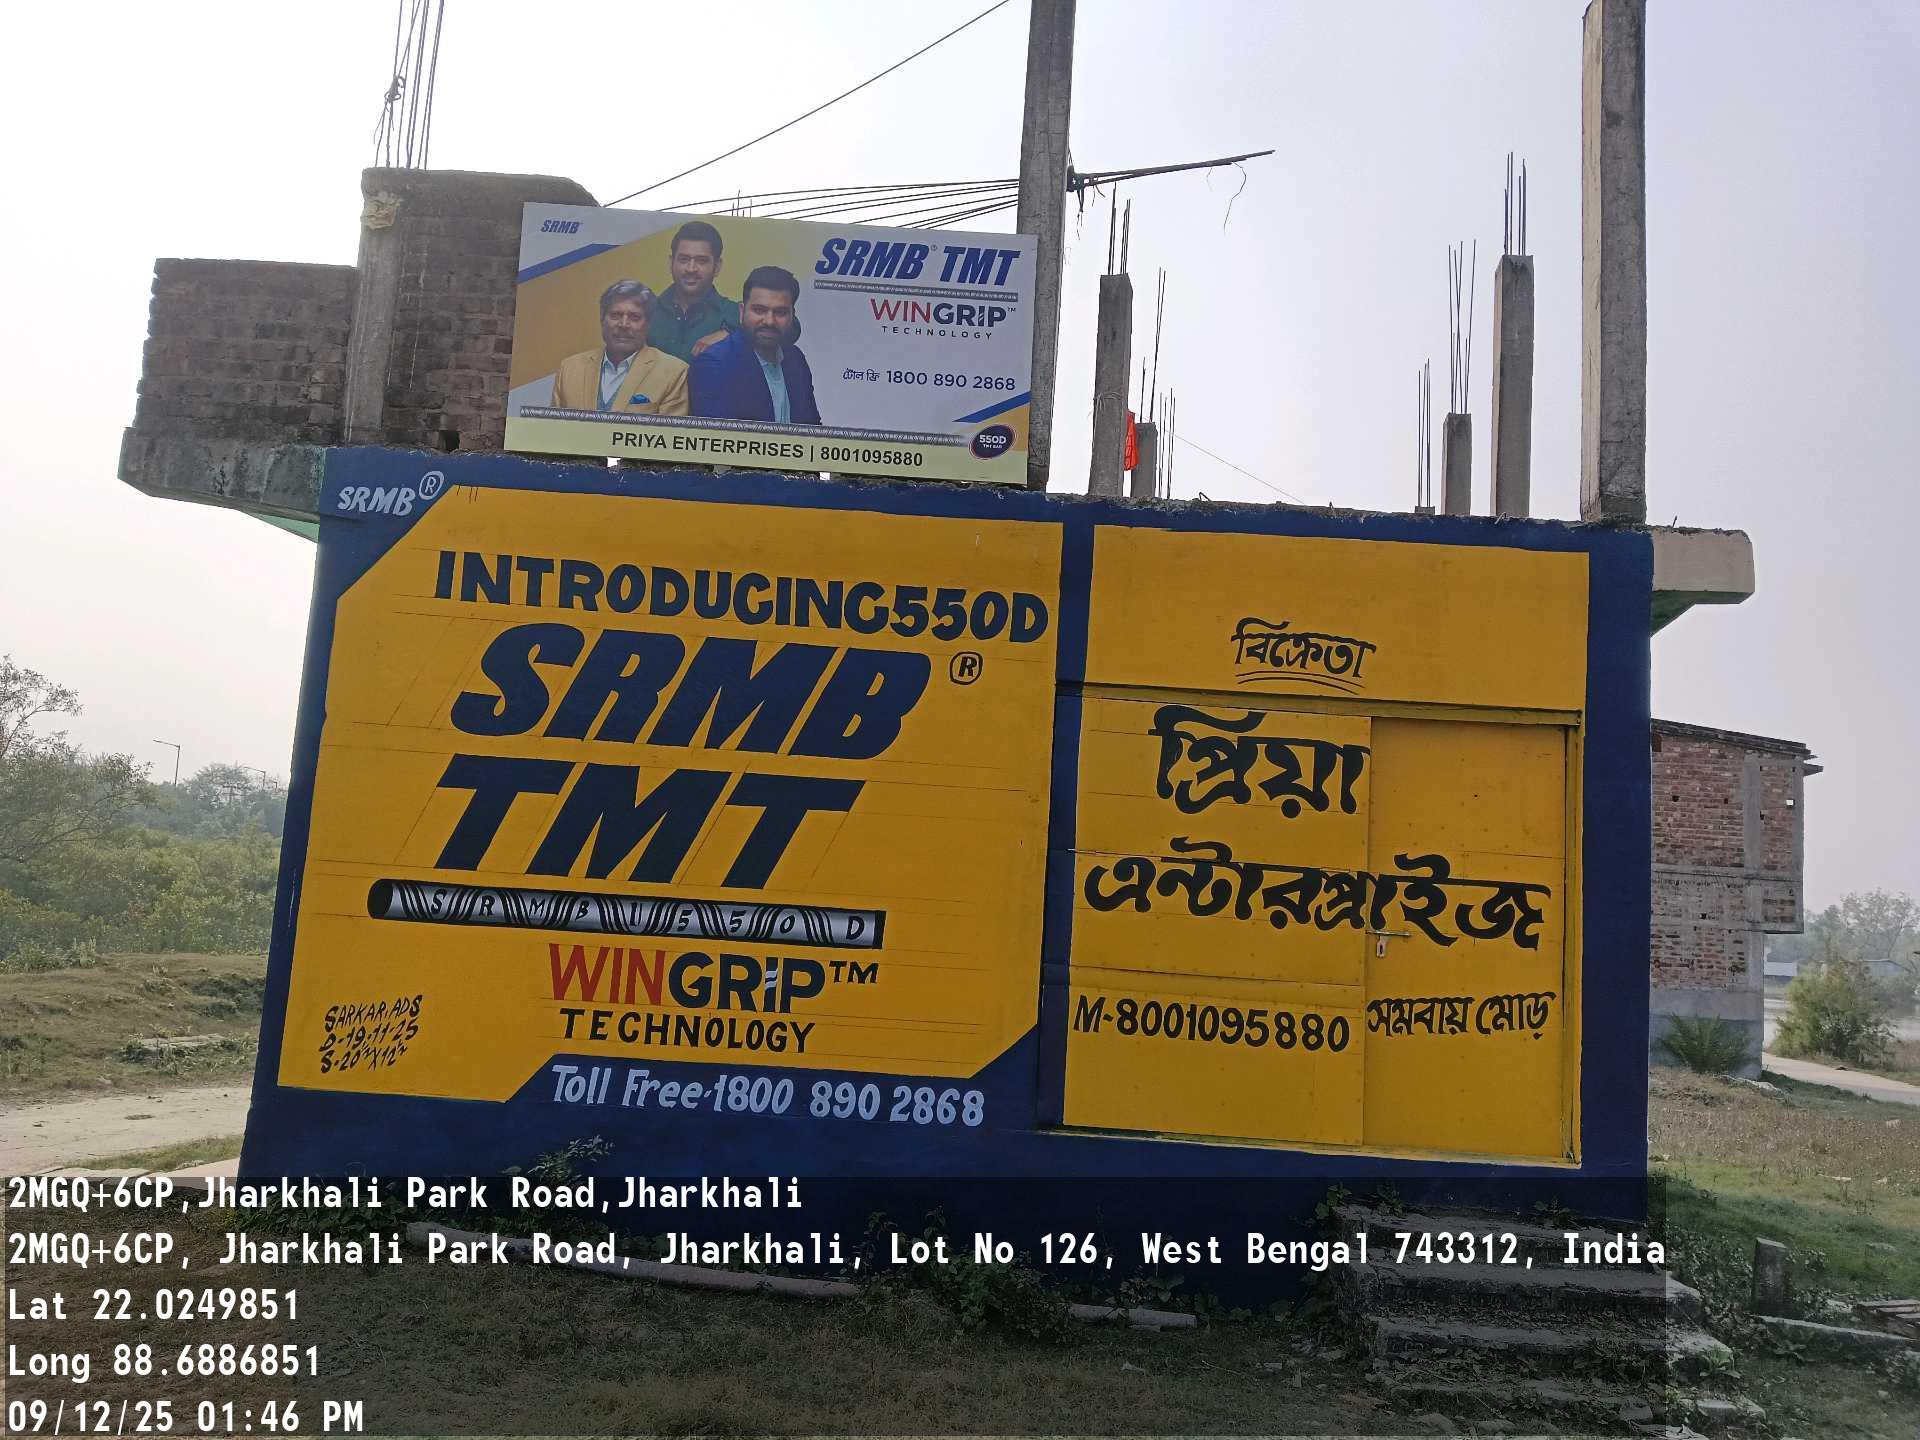 SRMB
SRMB® TMT
WINGRIP™
TECHNOLOGY
টোল ফ্রি 1800 890 2868
550D
PRIYA ENTERPRISES | 8001095880
SRMB®
INTRODUCING550D
SRMB®
TMT
SRMB 550D
WINGRIP™
TECHNOLOGY
SARKAR.ADS
D-19-11-25
S-20"X12"
Toll Free-1800 890 2868
বিক্রেতা
প্রিয়া
এন্টারপ্রাইজ
M-8001095880
সমবায় মোড়
2MGQ+6CP,Jharkhali Park Road,Jharkhali
2MGQ+6CP, Jharkhali Park Road, Jharkhali, Lot No 126, West Bengal 743312, India
Lat 22.0249851
Long 88.6886851
09/12/25 01:46 PM